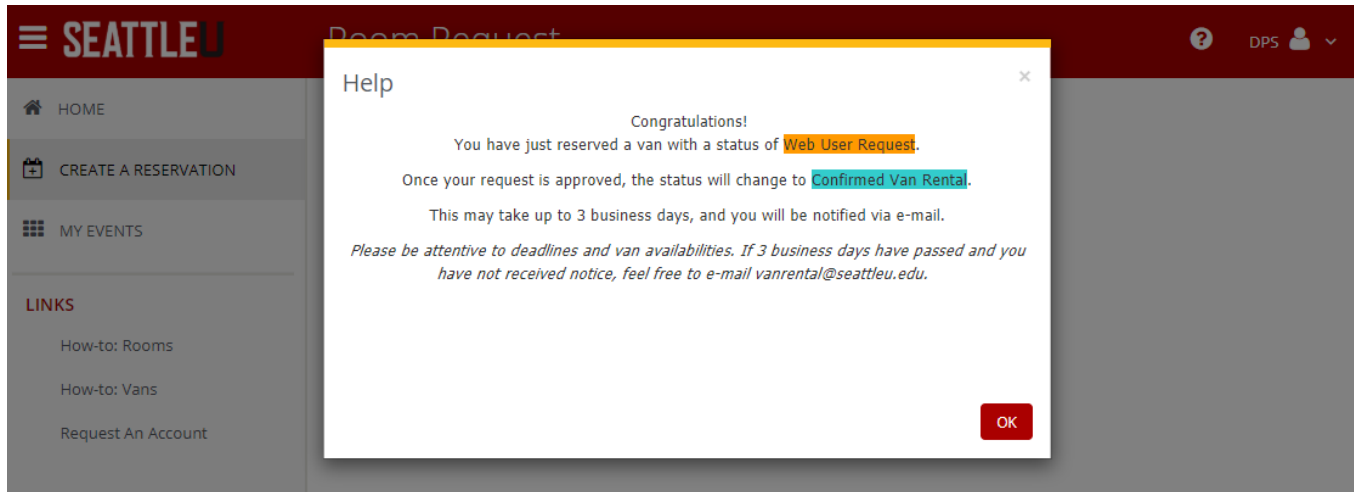 SEATTLEU
Room Request
DPS
HOME
CREATE A RESERVATION
MY EVENTS
LINKS
How-to: Rooms
How-to: Vans
Request An Account
Help
×
Congratulations!
You have just reserved a van with a status of Web User Request.
Once your request is approved, the status will change to Confirmed Van Rental.
This may take up to 3 business days, and you will be notified via e-mail.
Please be attentive to deadlines and van availabilities. If 3 business days have passed and you
have not received notice, feel free to e-mail vanrental@seattleu.edu.
OK